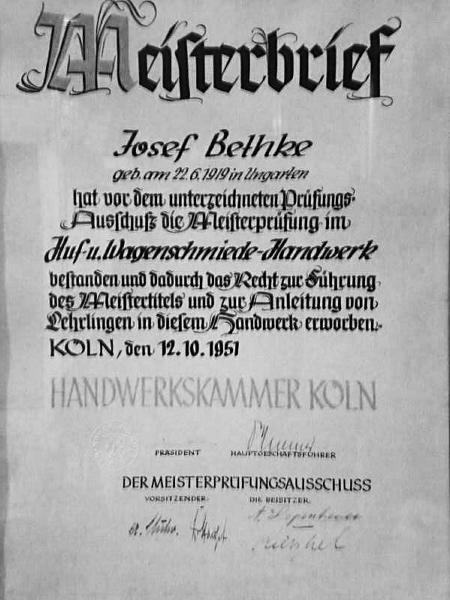 Meisterbrief
Josef Bethke
geb. am 22.6.1919 in Ungarten
hat vor dem unterzeichneten Prüfungs-
Ausschuß die Meisterprüfung im
Huf-u. Wagenschmiede-Handwerk
bestanden und dadurch das Recht zur Führung
des Meistertitels und zur Anleitung von
Lehrlingen in diesem Handwerk erworben.
KÖLN, den 12.10.1951
HANDWERKSKAMMER KÖLN
PRÄSIDENT HAUPTGESCHÄFTSFÜHRER
DER MEISTERPRÜFUNGSAUSSCHUSS
VORSITZENDER: DIE BEISITZER: